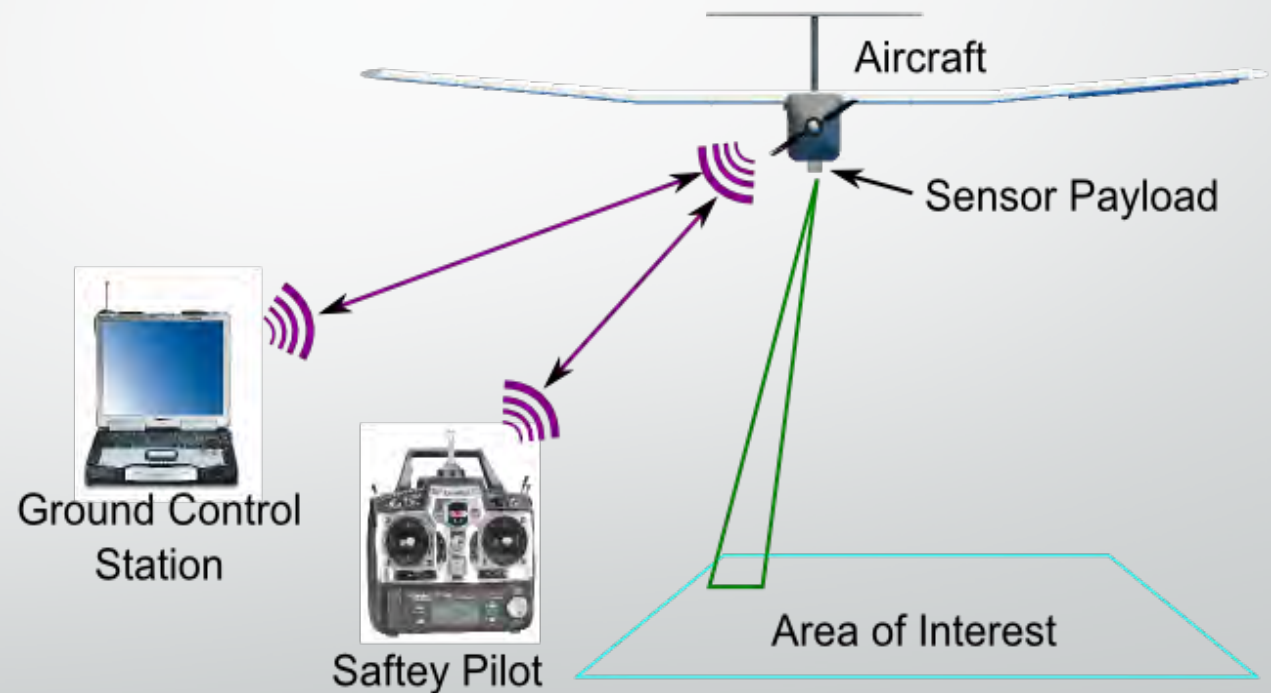 Aircraft
Sensor Payload
Ground Control
Station
Saftey Pilot
Area of Interest